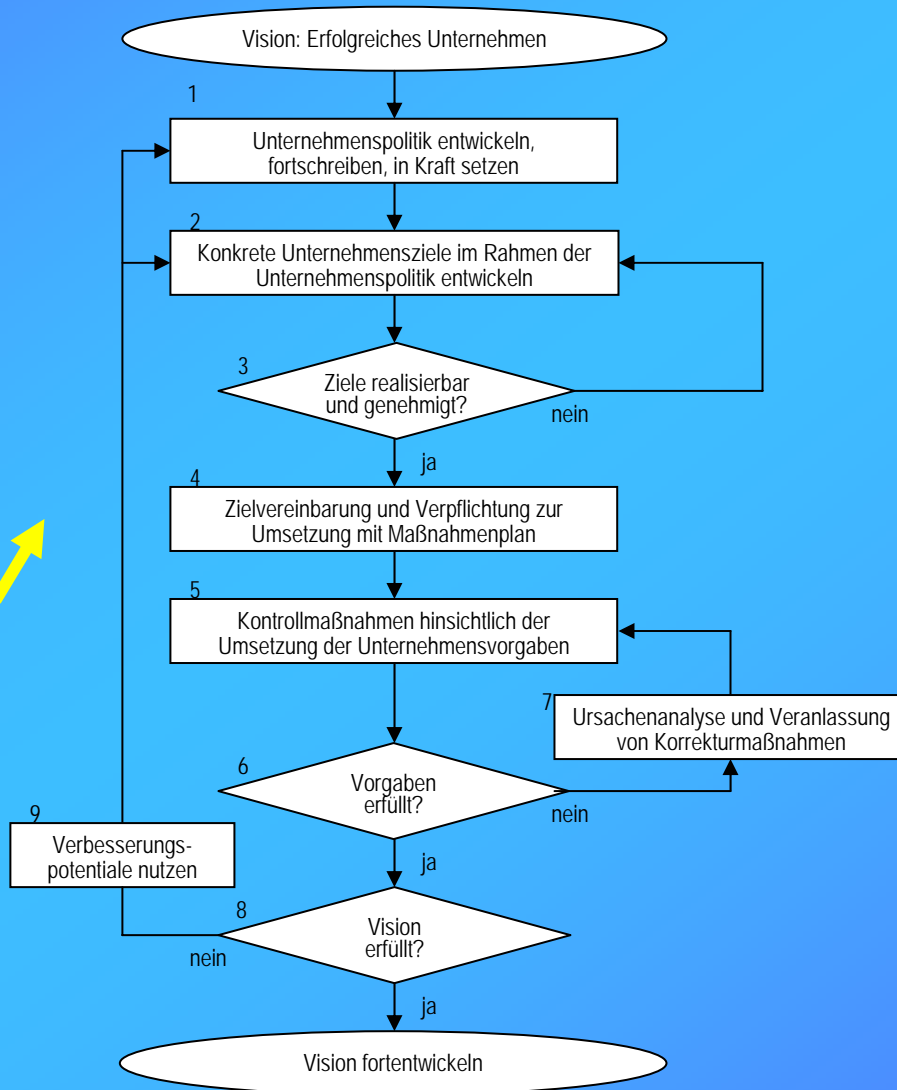 Vision: Erfolgreiches Unternehmen
1
Unternehmenspolitik entwickeln,
fortschreiben, in Kraft setzen
2
Konkrete Unternehmensziele im Rahmen der
Unternehmenspolitik entwickeln
3
Ziele realisierbar
und genehmigt?
nein
ja
4
Zielvereinbarung und Verpflichtung zur
Umsetzung mit Maßnahmenplan
5
Kontrollmaßnahmen hinsichtlich der
Umsetzung der Unternehmensvorgaben
7
Ursachenanalyse und Veranlassung
von Korrekturmaßnahmen
6
Vorgaben
erfüllt?
nein
ja
9
Verbesserungs-
potentiale nutzen
8
Vision
erfüllt?
nein
ja
Vision fortentwickeln